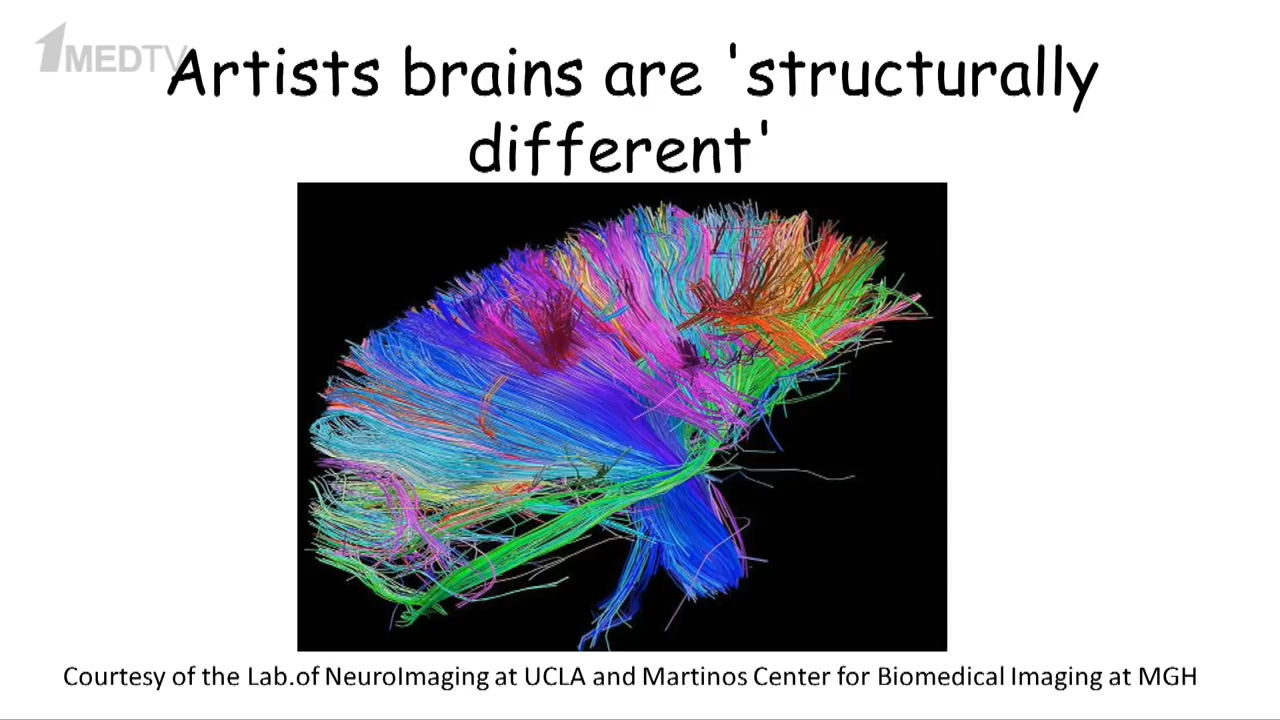 1MEDTV
Artists brains are 'structurally
different'
Courtesy of the Lab.of NeuroImaging at UCLA and Martinos Center for Biomedical Imaging at MGH